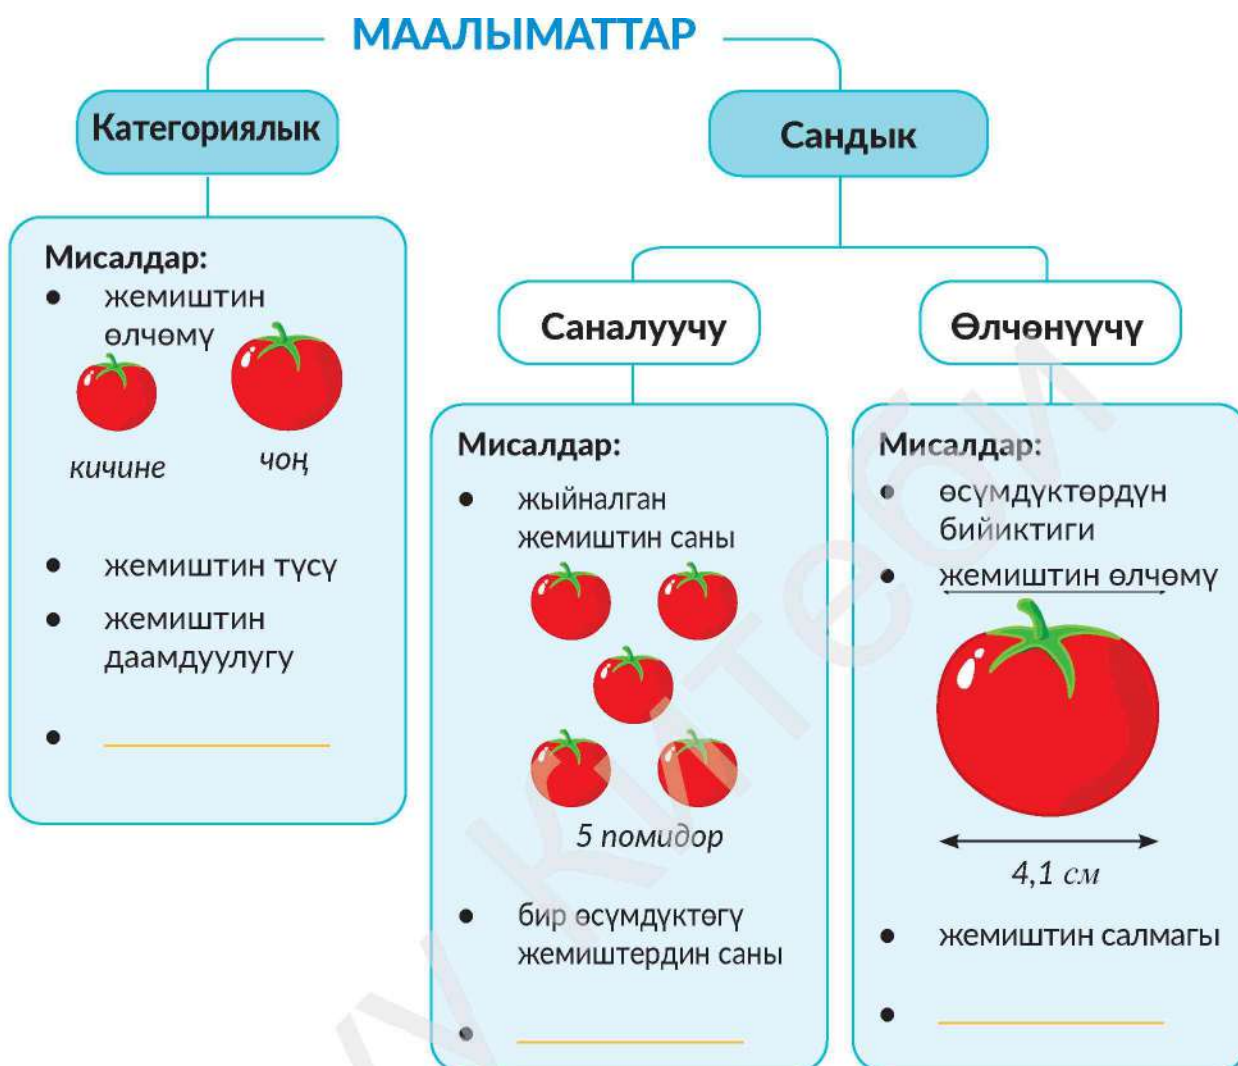 МААЛЫМАТТАР
Категориялык
Мисалдар:
• жемиштин
өлчөмү
кичине
чоң
• жемиштин түсү
• жемиштин
даамдуулугу
•
Сандык
Саналуучу
Мисалдар:
• жыйналган
жемиштин саны
5 помидор
• бир өсүмдүктөгү
жемиштердин саны
•
Өлчөнүүчү
Мисалдар:
• өсүмдүктөрдүн
бийиктиги
• жемиштин өлчөмү
4,1 см
• жемиштин салмагы
•